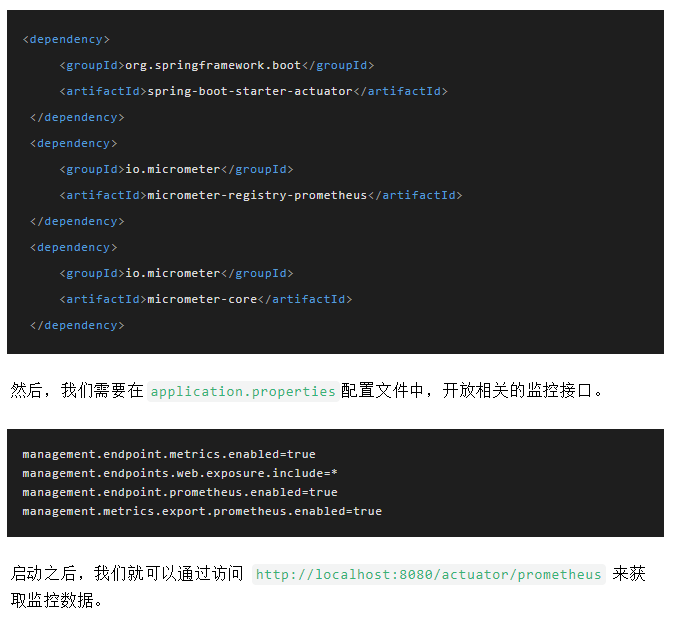 <dependency>
<groupId>org.springframework.boot</groupId>
<artifactId>spring-boot-starter-actuator</artifactId>
</dependency>
<dependency>
<groupId>io.micrometer</groupId>
<artifactId>micrometer-registry-prometheus</artifactId>
</dependency>
<dependency>
<groupId>io.micrometer</groupId>
<artifactId>micrometer-core</artifactId>
</dependency>
然后，我们需要在 application.properties 配置文件中，开放相关的监控接口。
management.endpoint.metrics.enabled=true
management.endpoints.web.exposure.include=*
management.endpoint.prometheus.enabled=true
management.metrics.export.prometheus.enabled=true
启动之后，我们就可以通过访问 http://localhost:8080/actuator/prometheus 来获
取监控数据。